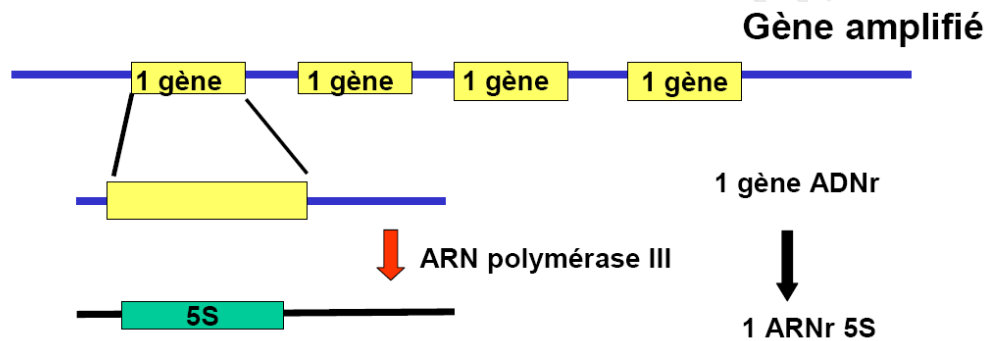 Gène amplifié
1 gène 1 gène 1 gène 1 gène
1 gène ADNr
ARN polymérase III
5S
1 ARNr 5S